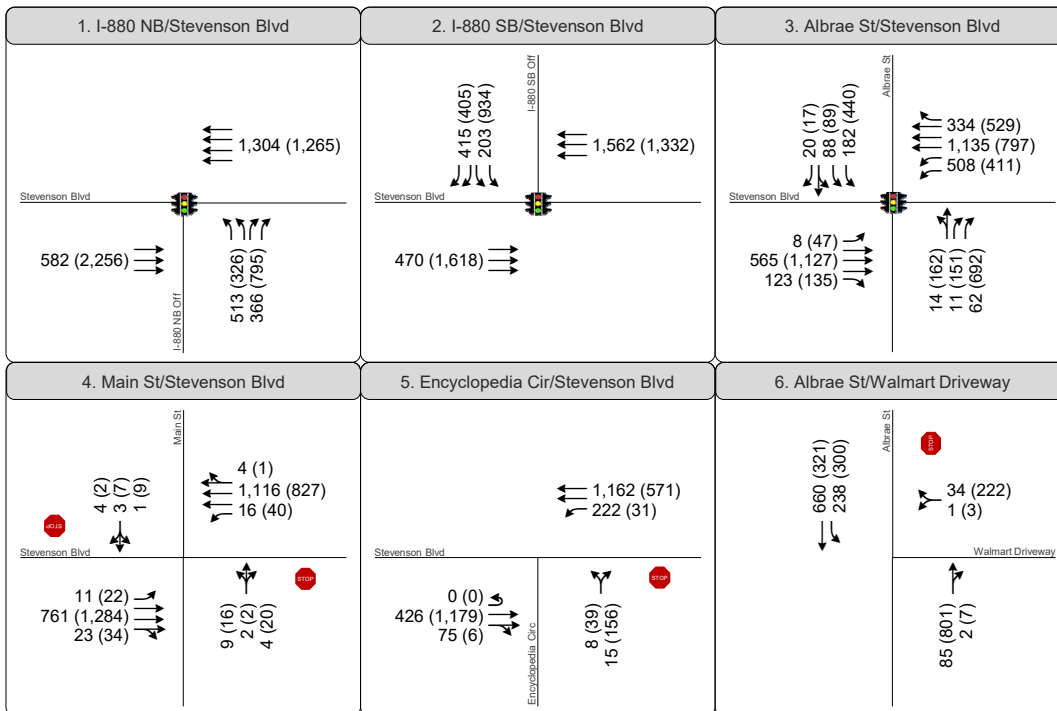 1. I-880 NB/Stevenson Blvd
1,304 (1,265)
Stevenson Blvd
582 (2,256)
I-880 NB Off
513 (326)
366 (795)
2. I-880 SB/Stevenson Blvd
415 (405)
203 (934)
I-880 SB Off
1,562 (1,332)
Stevenson Blvd
470 (1,618)
3. Albrae St/Stevenson Blvd
20 (17)
88 (89)
182 (440)
Albrae St
334 (529)
1,135 (797)
508 (411)
Stevenson Blvd
8 (47)
565 (1,127)
123 (135)
14 (162)
11 (151)
62 (692)
4. Main St/Stevenson Blvd
4 (2)
3 (7)
1 (9)
Main St
4 (1)
1,116 (827)
16 (40)
STOP
Stevenson Blvd
11 (22)
761 (1,284)
23 (34)
9 (16)
2 (2)
4 (20)
STOP
5. Encyclopedia Cir/Stevenson Blvd
1,162 (571)
222 (31)
Stevenson Blvd
0 (0)
426 (1,179)
75 (6)
Encyclopedia Circ
8 (39)
15 (156)
STOP
6. Albrae St/Walmart Driveway
660 (321)
238 (300)
Albrae St
STOP
34 (222)
1 (3)
Walmart Driveway
85 (801)
2 (7)